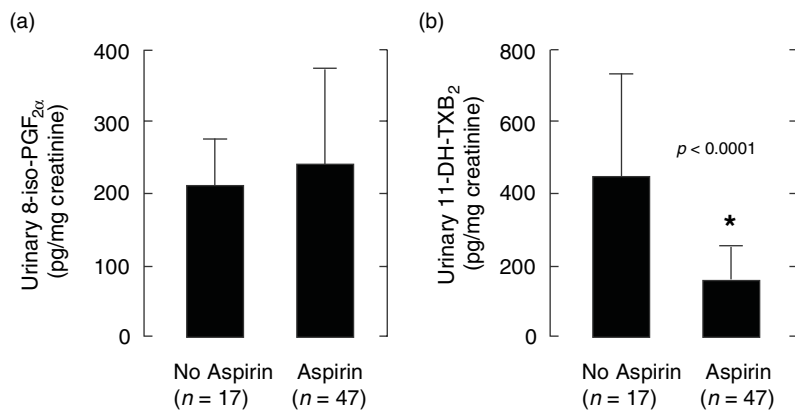 (a)
Urinary 8-iso-PGF2α
(pg/mg creatinine)
400
300
200
100
0
No Aspirin
(n = 17)
Aspirin
(n = 47)
(b)
Urinary 11-DH-TXB2
(pg/mg creatinine)
800
600
400
200
0
p < 0.0001
*
No Aspirin
(n = 17)
Aspirin
(n = 47)